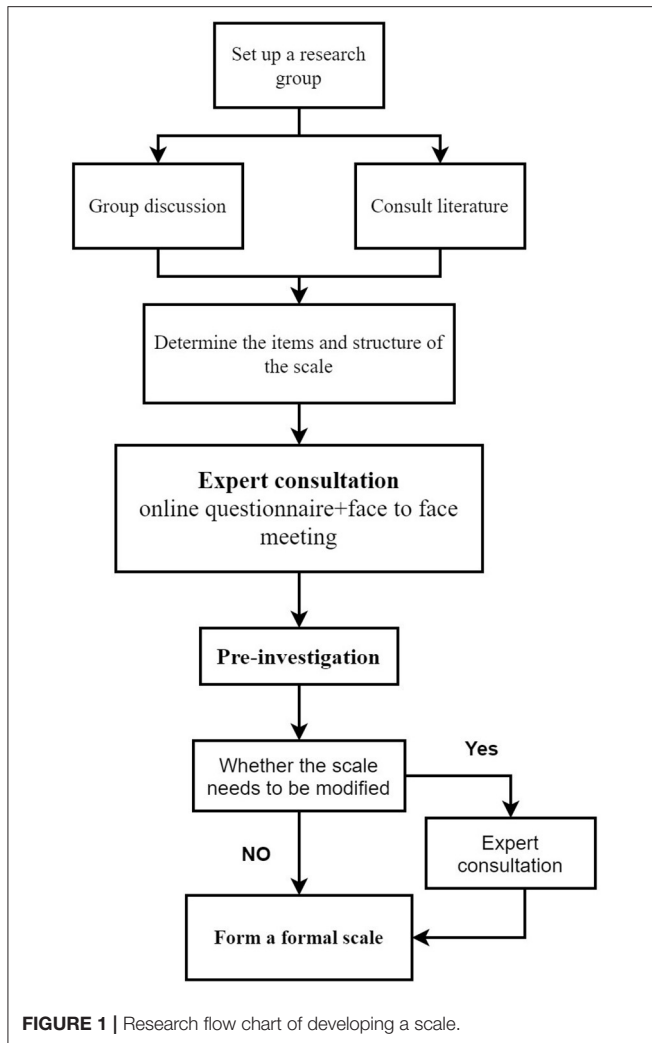 Set up a research
group
Group discussion
Consult literature
Determine the items and structure of
the scale
Expert consultation
online questionnaire+face to face
meeting
Pre-investigation
Whether the scale
needs to be modified
Yes
Expert
consultation
NO
Form a formal scale
FIGURE 1 | Research flow chart of developing a scale.